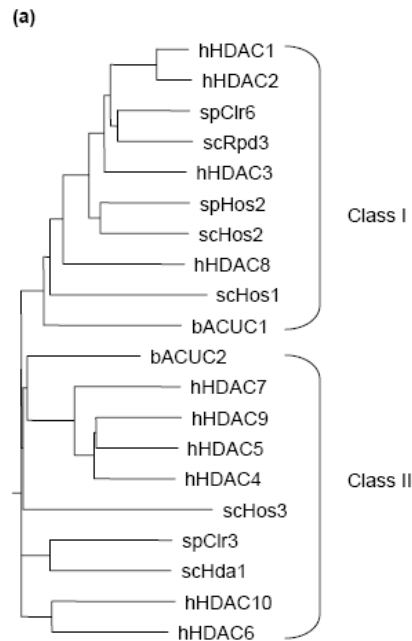 (a)
hHDAC1
hHDAC2
spClr6
scRpd3
hHDAC3
spHos2
scHos2
hHDAC8
scHos1
bACUC1
Class I
bACUC2
hHDAC7
hHDAC9
hHDAC5
hHDAC4
scHos3
spClr3
scHda1
hHDAC10
hHDAC6
Class II